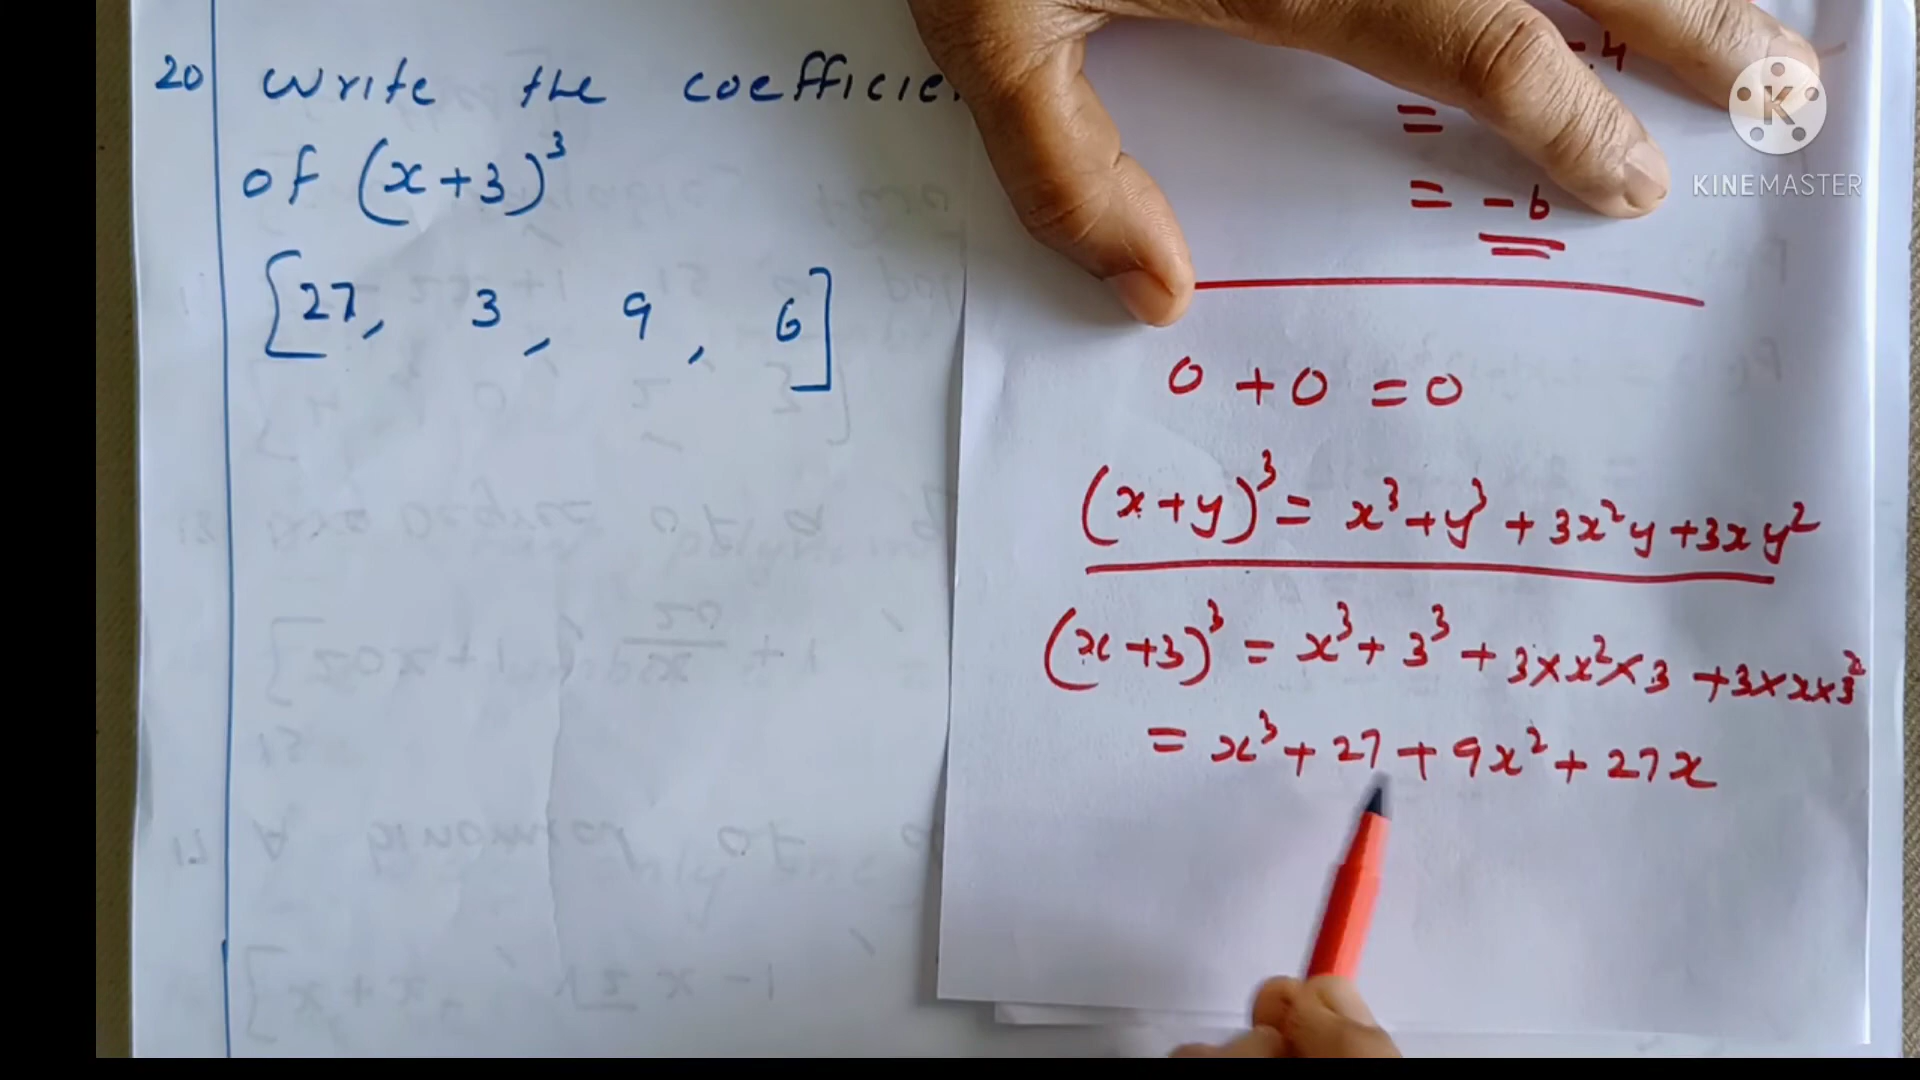 20 write the coefficie
of (x+3)³
[27, 3, 9, 6]
-4
=
= -6
0 + 0 = 0
(x+y)³ = x³+y³ + 3x²y+3xy²
(x+3)³ = x³+ 3³ + 3×x²×3 +3×x×3²
= x³ + 27 + 9x² + 27x
K
KINEMASTER